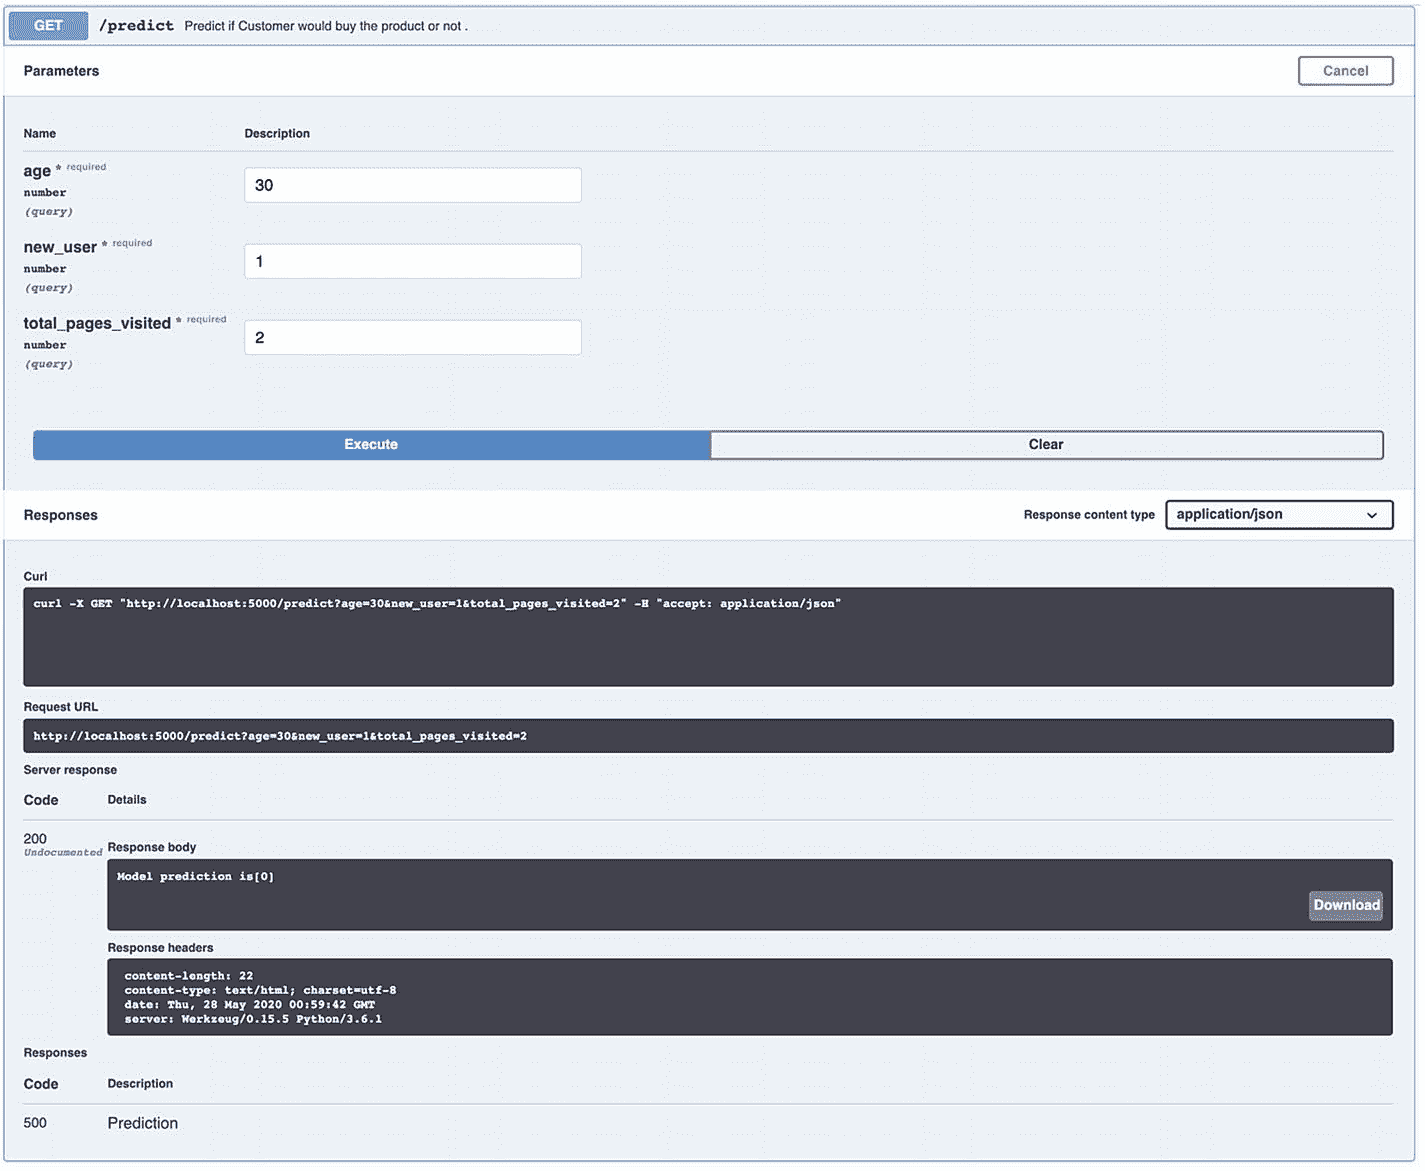 GET /predict Predict if Customer would buy the product or not .
Parameters
Cancel
Name Description
age * required
number
(query)
30
new_user * required
number
(query)
1
total_pages_visited * required
number
(query)
2
Execute
Clear
Responses
Response content type application/json
Curl
curl -X GET "http://localhost:5000/predict?age=30&new_user=1&total_pages_visited=2" -H "accept: application/json"
Request URL
http://localhost:5000/predict?age=30&new_user=1&total_pages_visited=2
Server response
Code Details
200
Undocumented
Response body
Model prediction is[0]
Download
Response headers
content-length: 22
content-type: text/html; charset=utf-8
date: Thu, 28 May 2020 00:59:42 GMT
server: Werkzeug/0.15.5 Python/3.6.1
Responses
Code Description
500 Prediction